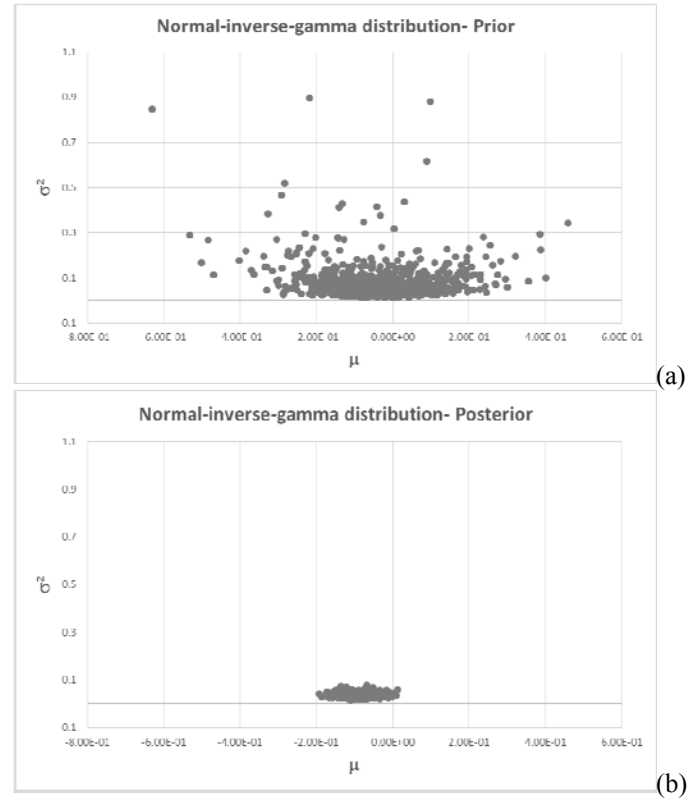 Normal-inverse-gamma distribution- Prior
1.1
0.9
0.7
0.5
0.3
0.1
0.1
σ²
8.00E 01 6.00E 01 4.00E 01 2.00E 01 0.00E+00 2.00E 01 4.00E 01 6.00E 01
μ
(a)
Normal-inverse-gamma distribution- Posterior
1.1
0.9
0.7
0.5
0.3
0.1
0.1
σ²
-8.00E-01 -6.00E-01 -4.00E-01 -2.00E-01 0.00E+00 2.00E-01 4.00E-01 6.00E-01
μ
(b)